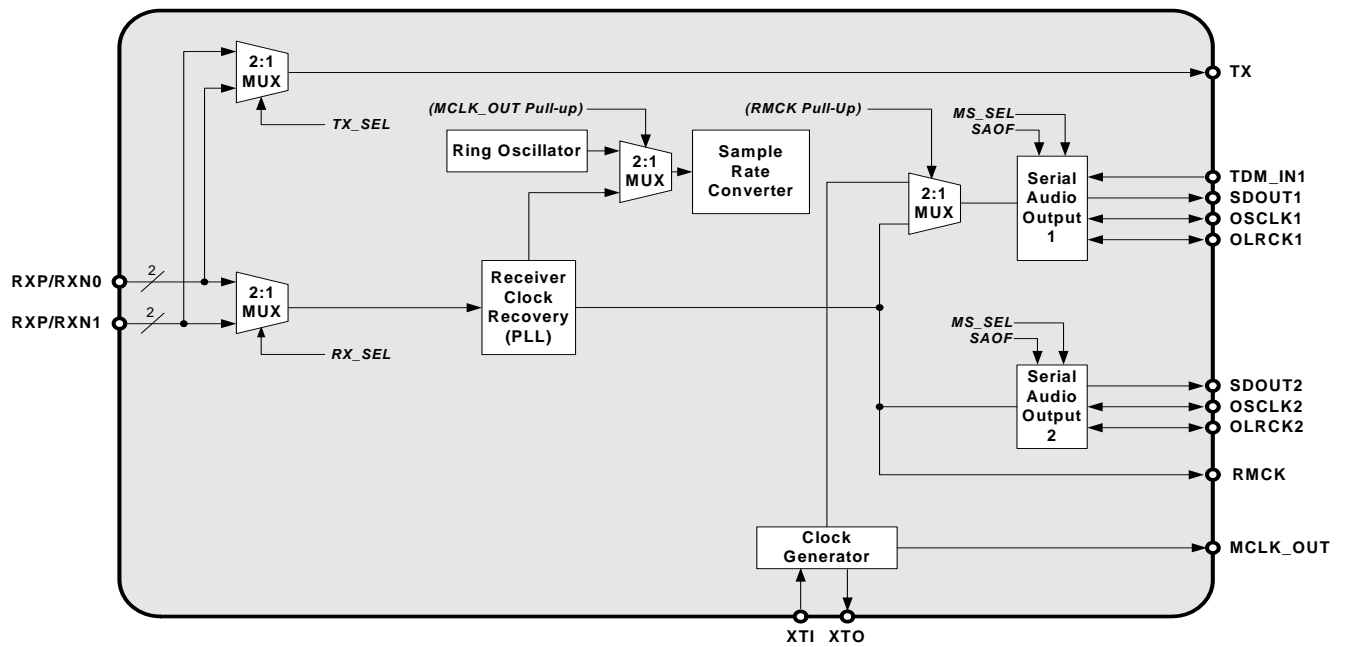 2:1
MUX
TX
TX_SEL
(MCLK_OUT Pull-up)
(RMCK Pull-Up)
MS_SEL
SAOF
Ring Oscillator
2:1
MUX
Sample
Rate
Converter
2:1
MUX
Serial
Audio
Output
1
TDM_IN1
SDOUT1
OSCLK1
OLRCK1
RXP/RXN0
2
RXP/RXN1
2
2:1
MUX
RX_SEL
Receiver
Clock
Recovery
(PLL)
MS_SEL
SAOF
Serial
Audio
Output
2
SDOUT2
OSCLK2
OLRCK2
RMCK
Clock
Generator
MCLK_OUT
XTI
XTO